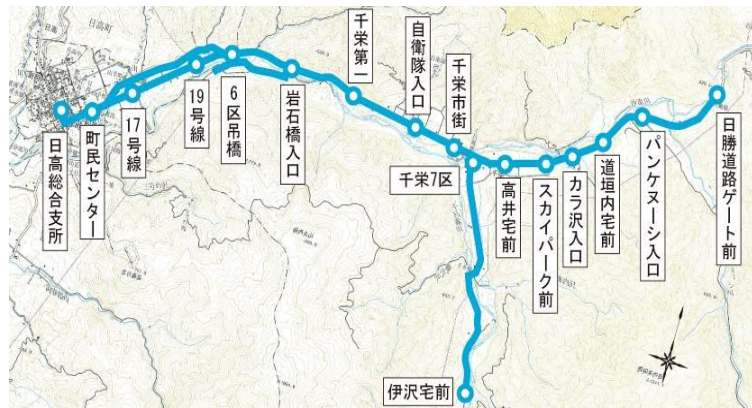 日高町
日高総合支所
町民センター
17号線
19号線
6区吊橋
岩石橋入口
千栄第一
自衛隊入口
千栄市街
千栄7区
高井宅前
スカイパーク前
カラ沢入口
道垣内宅前
パンケヌーシ入口
日勝道路ゲート前
伊沢宅前